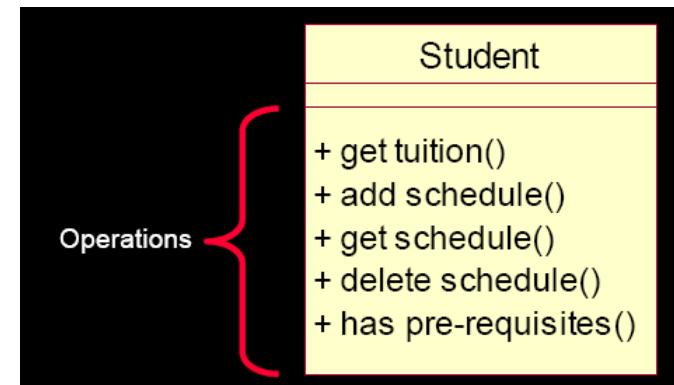 Student
Operations
+ get tuition()
+ add schedule()
+ get schedule()
+ delete schedule()
+ has pre-requisites()